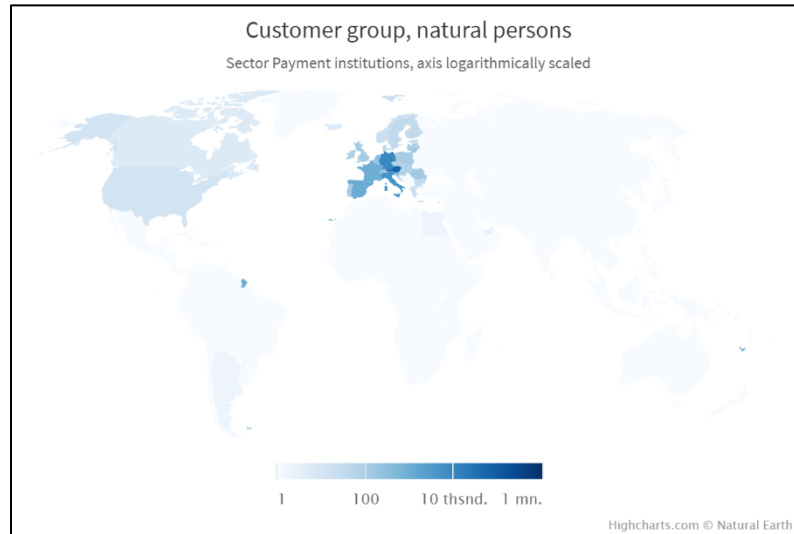 Customer group, natural persons
Sector Payment institutions, axis logarithmically scaled
1 100 10 thsnd. 1 mn.
Highcharts.com © Natural Earth